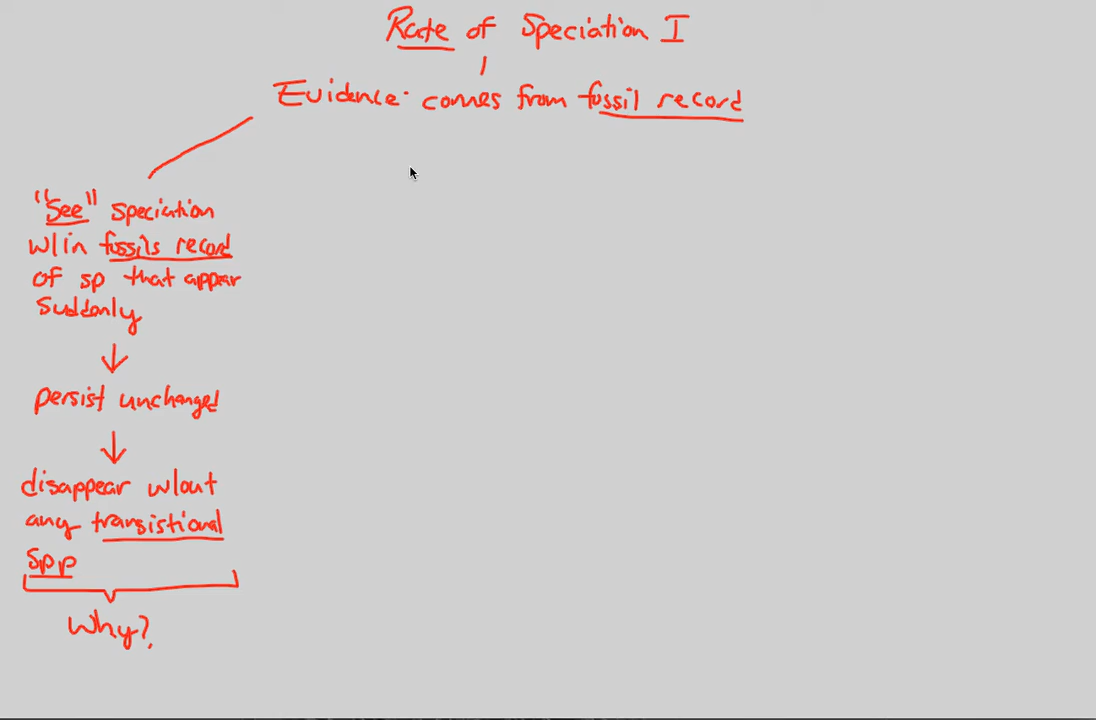 Rate of Speciation I
Evidence: comes from fossil record
"See" speciation
w/in fossils record
of sp that appear
Suddenly
persist unchanged
disappear w/out
any transistional
Spp
Why?